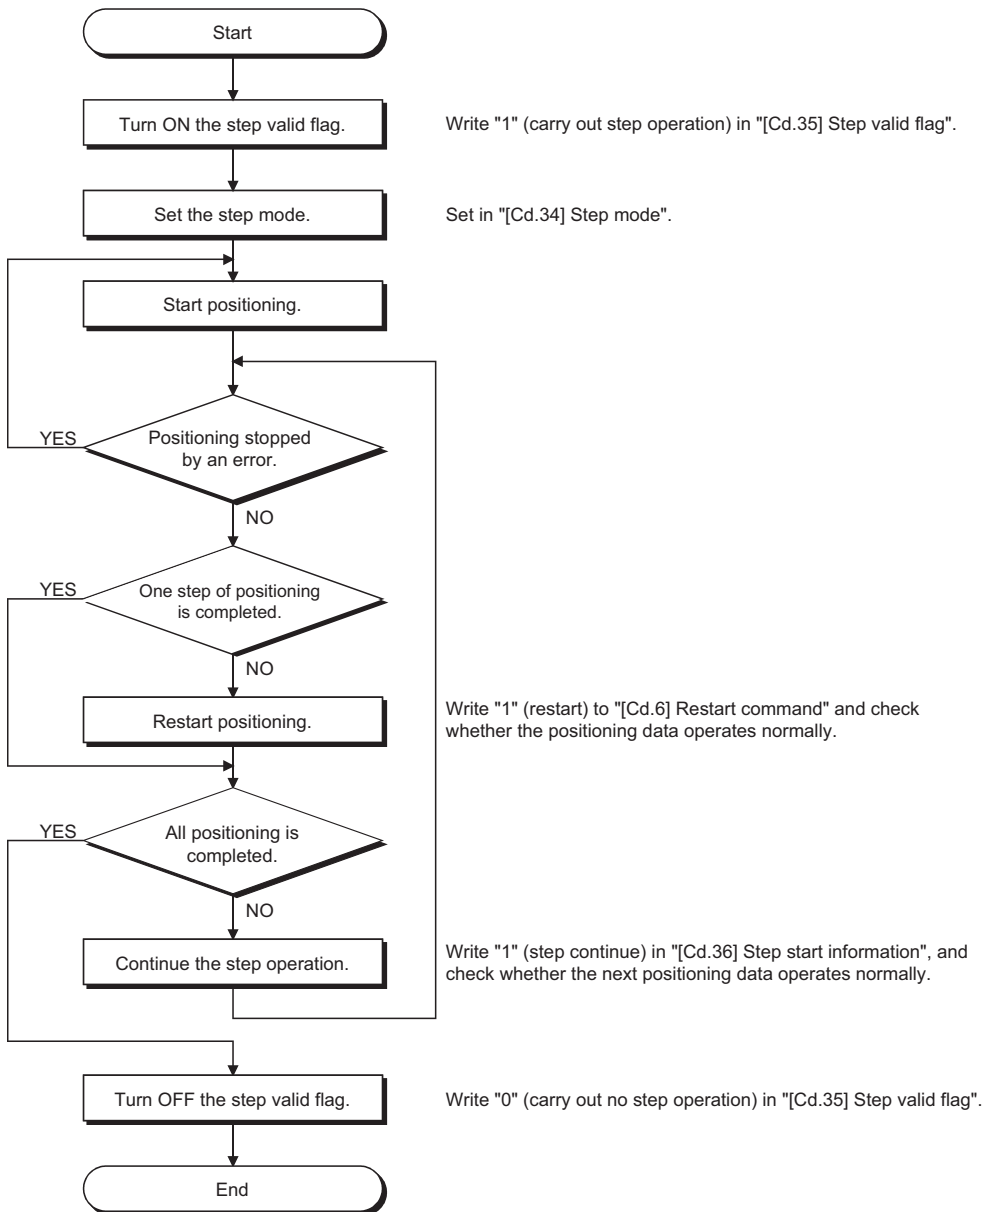 Start
Turn ON the step valid flag.
Write "1" (carry out step operation) in "[Cd.35] Step valid flag".
Set the step mode.
Set in "[Cd.34] Step mode".
Start positioning.
YES
Positioning stopped
by an error.
NO
YES
One step of positioning
is completed.
NO
Restart positioning.
Write "1" (restart) to "[Cd.6] Restart command" and check
whether the positioning data operates normally.
YES
All positioning is
completed.
NO
Continue the step operation.
Write "1" (step continue) in "[Cd.36] Step start information", and
check whether the next positioning data operates normally.
Turn OFF the step valid flag.
Write "0" (carry out no step operation) in "[Cd.35] Step valid flag".
End